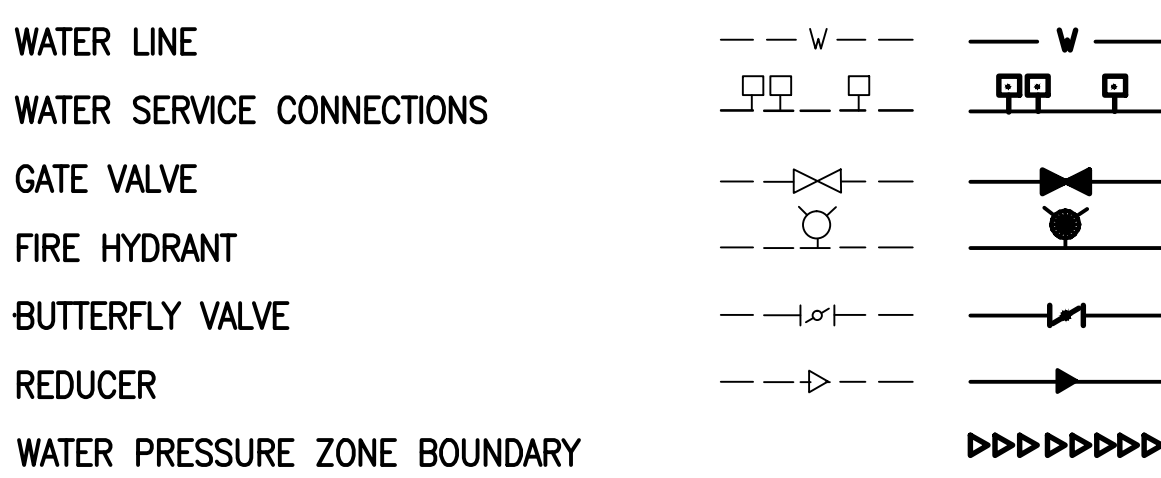 WATER LINE W W
WATER SERVICE CONNECTIONS
GATE VALVE
FIRE HYDRANT
BUTTERFLY VALVE
REDUCER
WATER PRESSURE ZONE BOUNDARY